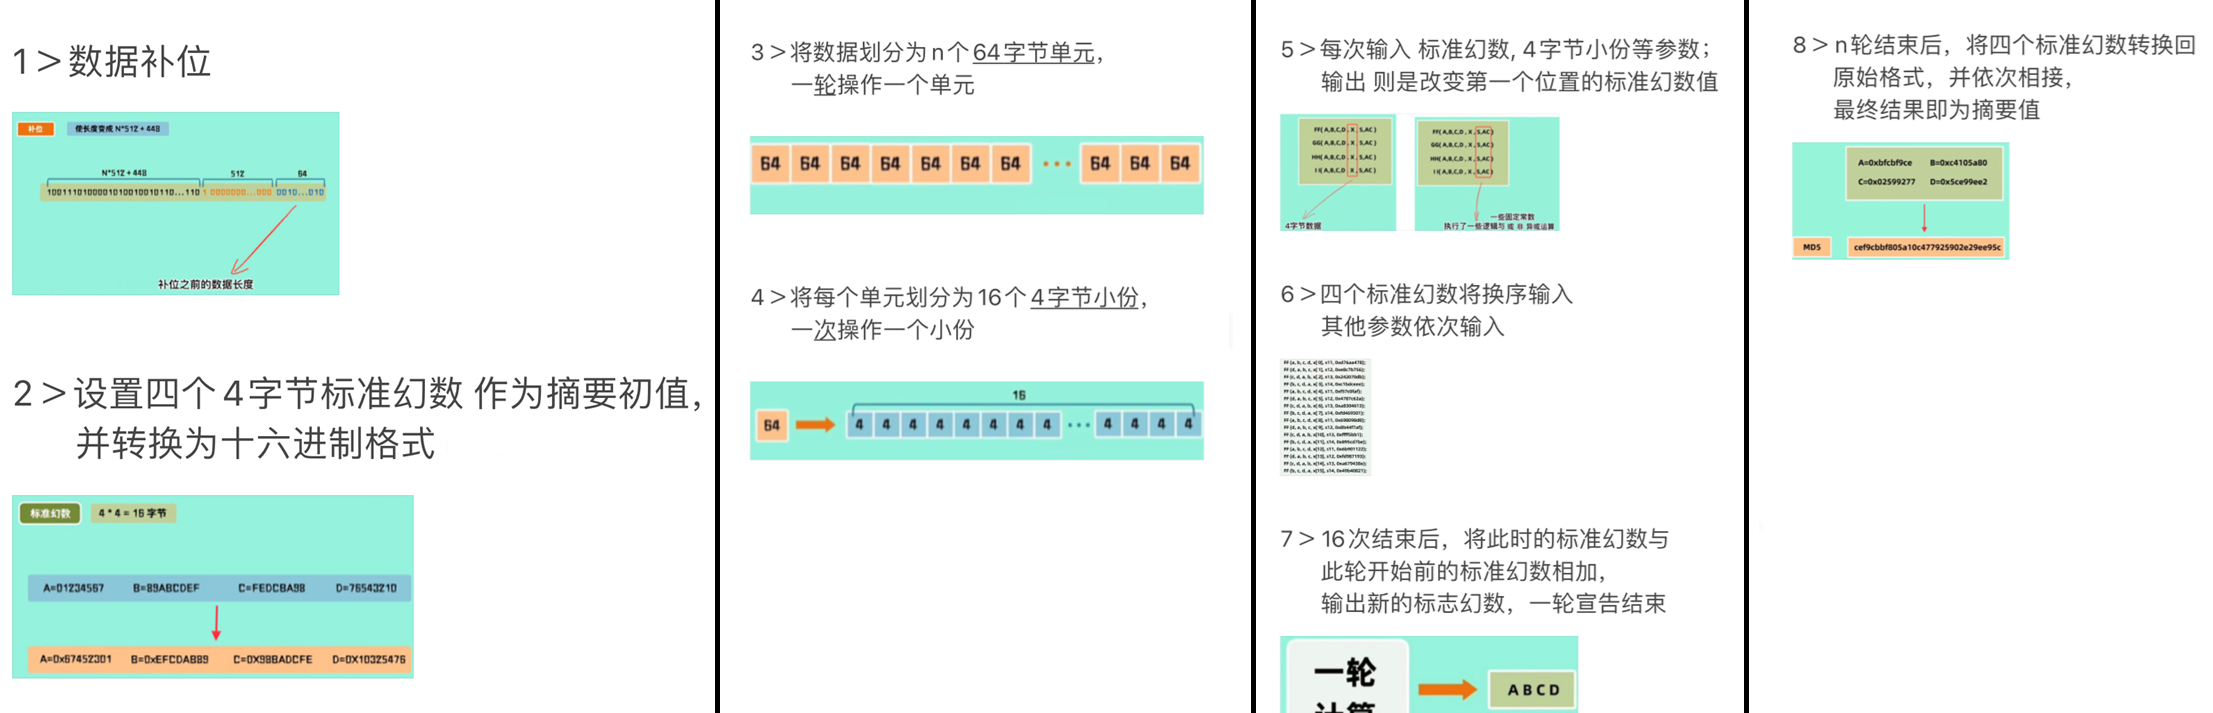 1＞数据补位
补位 使长度变成 N*512 + 448
N*512 + 448 512 64
1001110100001010010010110...110 1 0000000...000 0010...010
补位之前的数据长度
2＞设置四个4字节标准幻数 作为摘要初值，
并转换为十六进制格式
标准幻数 4 * 4 = 16 字节
A=01234567 B=89ABCDEF C=FEDCBA98 D=76543210
A=0x67452301 B=0xEFCDAB89 C=0X98BADCFE D=0X10325476
3＞将数据划分为n个64字节单元，
一轮操作一个单元
64 64 64 64 64 64 64 ··· 64 64 64
4＞将每个单元划分为16个4字节小份，
一次操作一个小份
16
64 4 4 4 4 4 4 4 4 ··· 4 4 4 4
5＞每次输入 标准幻数, 4字节小份等参数；
输出 则是改变第一个位置的标准幻数值
FF( A,B,C,D , X , S,AC )
GG( A,B,C,D , X , S,AC )
HH( A,B,C,D , X , S,AC )
I I( A,B,C,D , X , S,AC )
4字节数据
FF( A,B,C,D , X , S,AC )
GG( A,B,C,D , X , S,AC )
HH( A,B,C,D , X , S,AC )
I I( A,B,C,D , X , S,AC )
一些固定常数
执行了一些逻辑与 或 非 异或运算
6＞四个标准幻数将换序输入
其他参数依次输入
7＞16次结束后，将此时的标准幻数与
此轮开始前的标准幻数相加，
输出新的标志幻数，一轮宣告结束
一轮
计算
A B C D
8＞n轮结束后，将四个标准幻数转换回
原始格式，并依次相接，
最终结果即为摘要值
A=0xbfcbf9ce B=0xc4105a80
C=0x02599277 D=0x5ce99ee2
MD5 cef9cbbf805a10c477925902e29ee95c